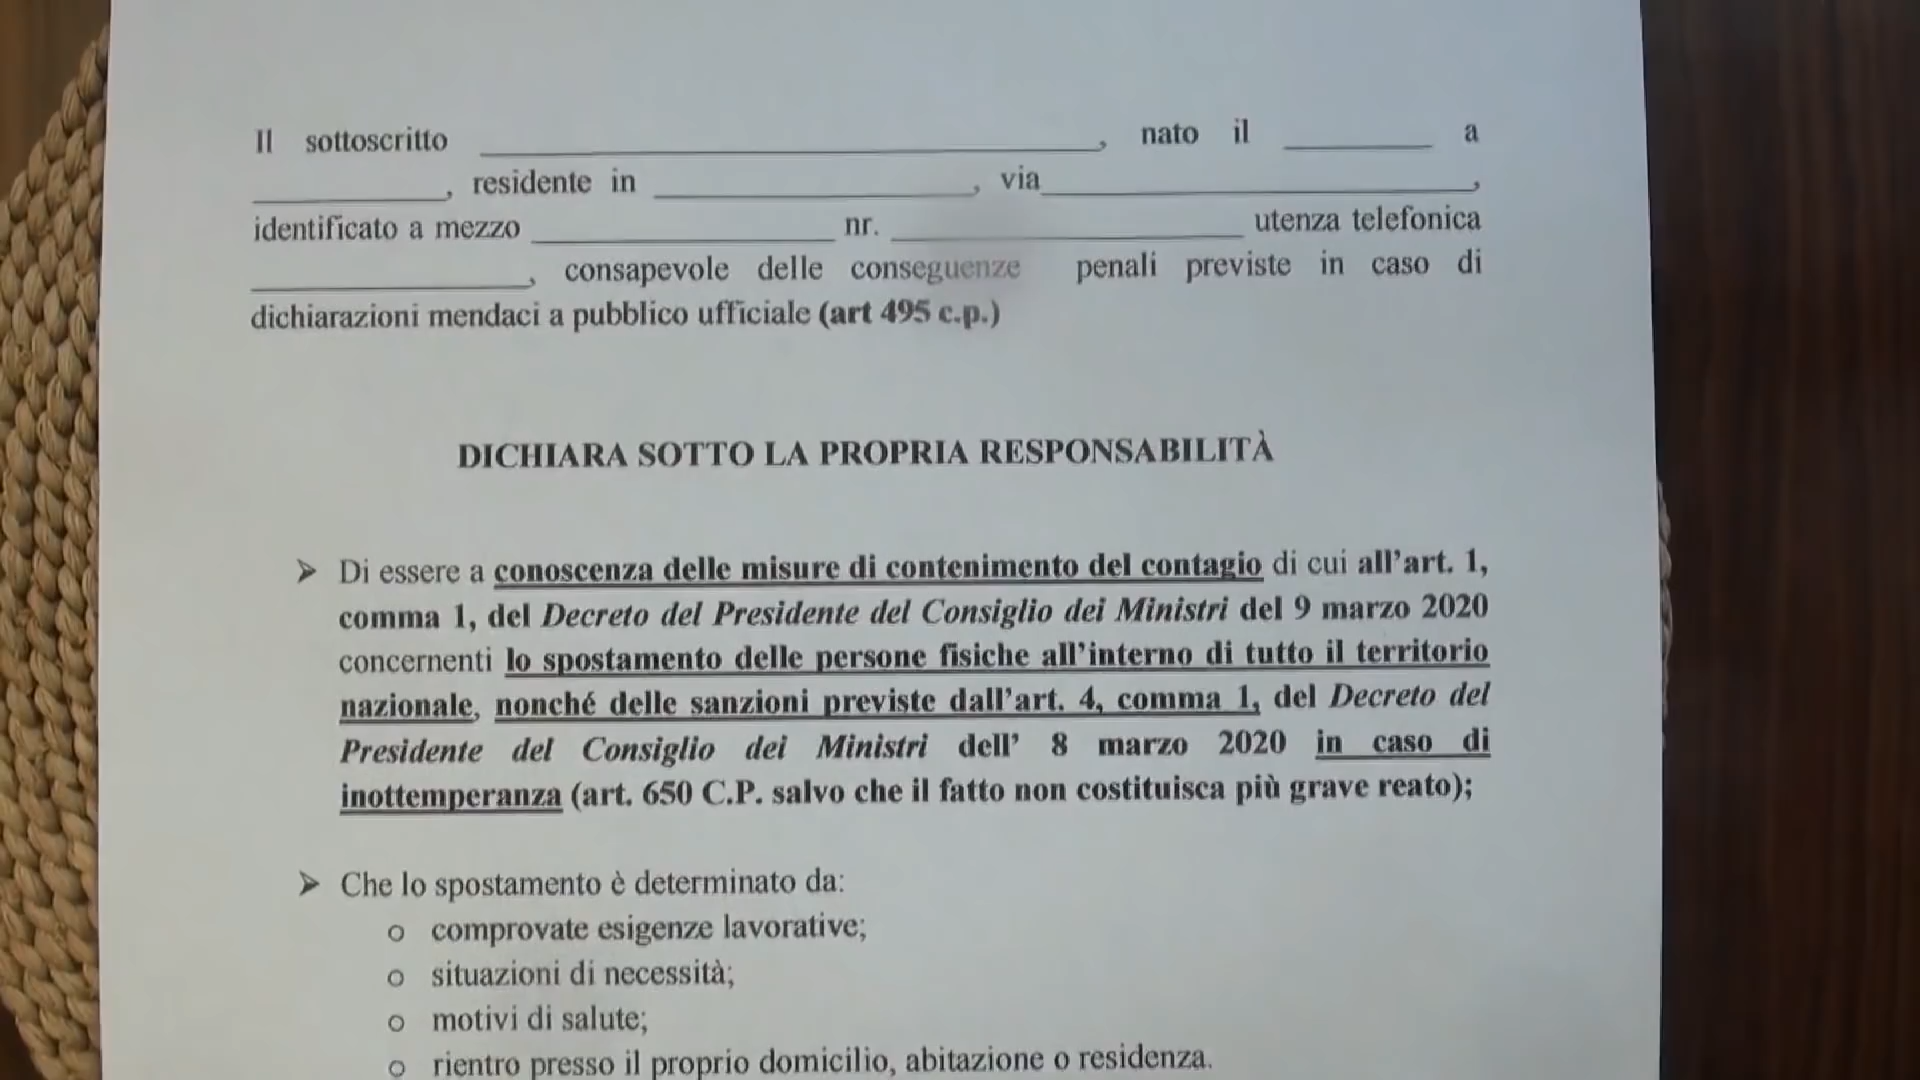 Il sottoscritto ____________________, nato il ________ a
__________, residente in ________________, via______________________,
identificato a mezzo ________________ nr. __________________ utenza telefonica
______________, consapevole delle conseguenze penali previste in caso di
dichiarazioni mendaci a pubblico ufficiale (art 495 c.p.)
DICHIARA SOTTO LA PROPRIA RESPONSABILITÀ
➤ Di essere a conoscenza delle misure di contenimento del contagio di cui all’art. 1,
comma 1, del Decreto del Presidente del Consiglio dei Ministri del 9 marzo 2020
concernenti lo spostamento delle persone fisiche all’interno di tutto il territorio
nazionale, nonché delle sanzioni previste dall’art. 4, comma 1, del Decreto del
Presidente del Consiglio dei Ministri dell’ 8 marzo 2020 in caso di
inottemperanza (art. 650 C.P. salvo che il fatto non costituisca più grave reato);
➤ Che lo spostamento è determinato da:
o comprovate esigenze lavorative;
o situazioni di necessità;
o motivi di salute;
o rientro presso il proprio domicilio, abitazione o residenza.